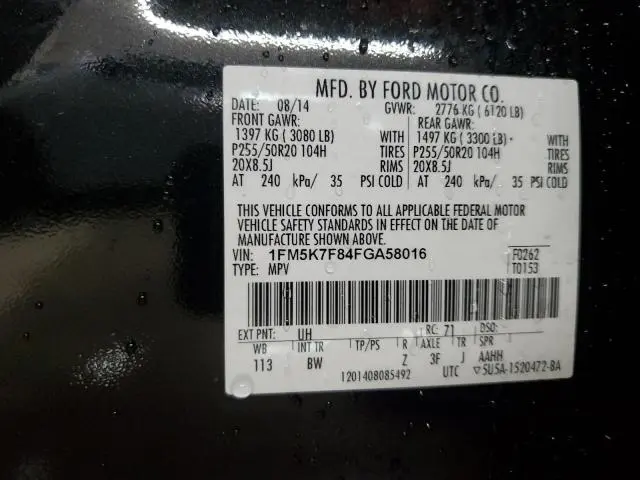 MFD. BY FORD MOTOR CO.
DATE: 08/14 GVWR: 2776 KG ( 6120 LB)
FRONT GAWR: REAR GAWR:
1397 KG ( 3080 LB) WITH 1497 KG ( 3300 LB) WITH
P255/50R20 104H TIRES P255/50R20 104H TIRES
20X8.5J RIMS 20X8.5J RIMS
AT 240 kPa/ 35 PSI COLD AT 240 kPa/ 35 PSI COLD
THIS VEHICLE CONFORMS TO ALL APPLICABLE FEDERAL MOTOR
VEHICLE SAFETY STANDARDS IN EFFECT ON THE DATE OF
MANUFACTURE SHOWN ABOVE.
VIN: 1FM5K7F84FGA58016 F0262
TYPE: MPV T0153
EXT PNT: UH RC: 71 DSO:
WB INT TR TP/PS R AXLE TR SPR
113 BW Z 3F J AAHH
1201408085492 UTC ▽5U5A-1520472-BA